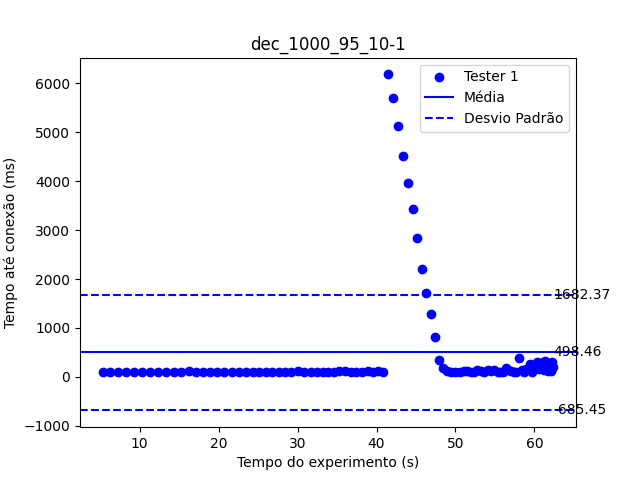 dec_1000_95_10-1
Tempo até conexão (ms)
6000
5000
4000
3000
2000
1000
0
−1000
Tester 1
Média
Desvio Padrão
1682.37
498.46
-685.45
10
20
30
40
50
60
Tempo do experimento (s)